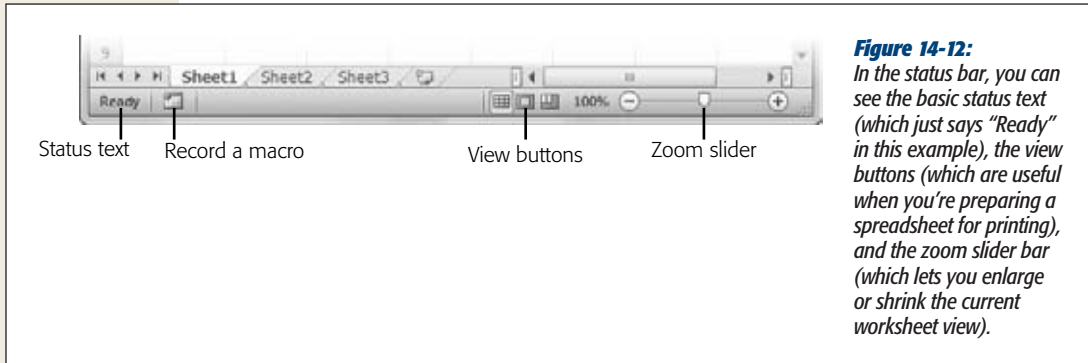 9
Sheet1 Sheet2 Sheet3
Ready 100%
Status text Record a macro View buttons Zoom slider
Figure 14-12:
In the status bar, you can
see the basic status text
(which just says “Ready”
in this example), the view
buttons (which are useful
when you’re preparing a
spreadsheet for printing),
and the zoom slider bar
(which lets you enlarge
or shrink the current
worksheet view).